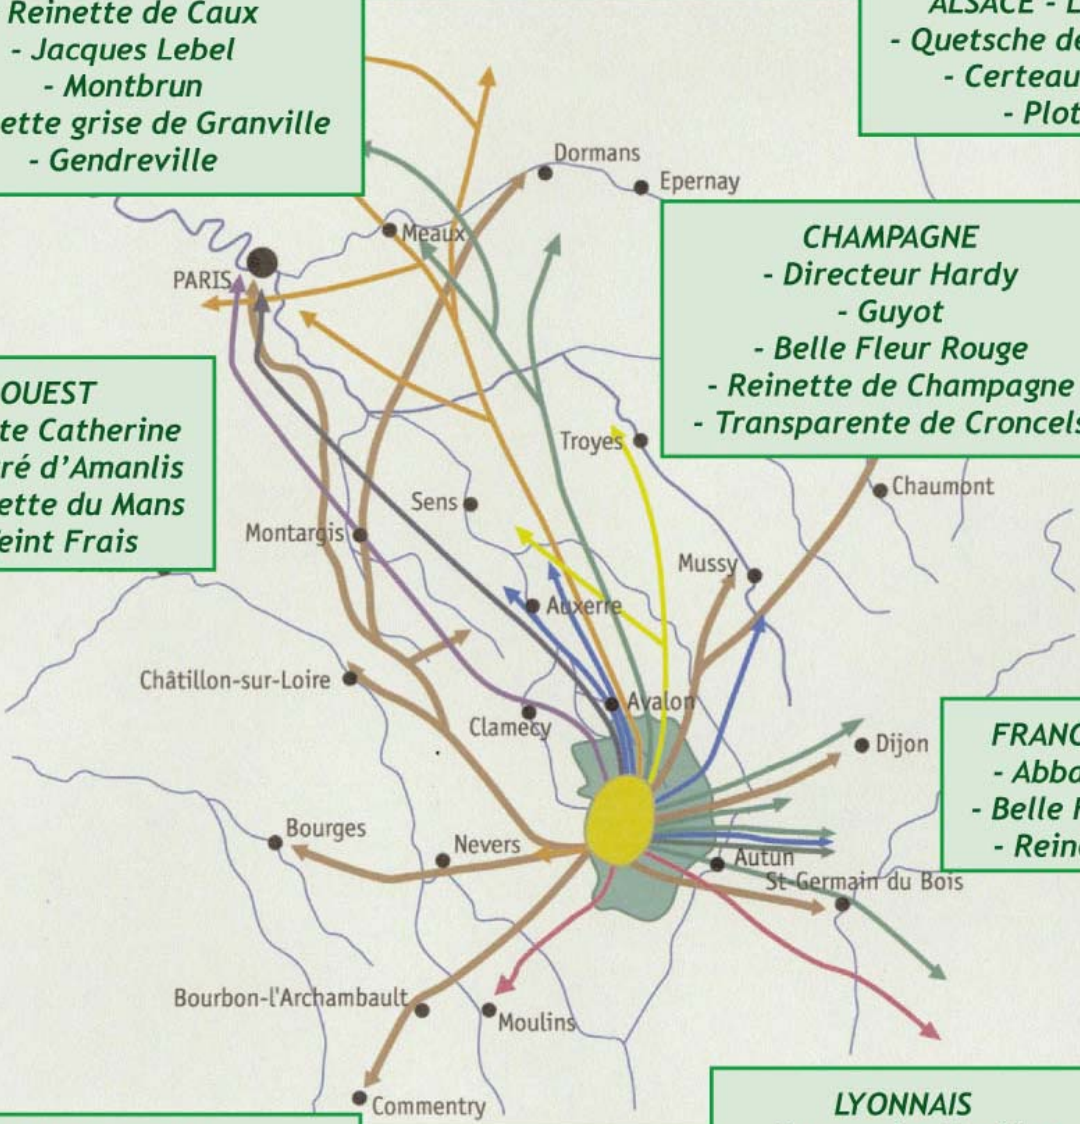 Reinette de Caux
- Jacques Lebel
- Montbrun
ette grise de Granville
- Gendreville
ALSACE - L
- Quetsche de
- Certeau
- Plot
Dormans
Epernay
Meaux
PARIS
CHAMPAGNE
- Directeur Hardy
- Guyot
- Belle Fleur Rouge
- Reinette de Champagne
- Transparente de Croncels
OUEST
te Catherine
ré d'Amanlis
ette du Mans
eint Frais
Troyes
Chaumont
Sens
Montargis
Mussy
Auxerre
Châtillon-sur-Loire
Avalon
Clamecy
Dijon
FRANC
- Abba
- Belle F
- Rein
Bourges
Nevers
Autun
St-Germain du Bois
Bourbon-l'Archambault
Moulins
Commentry
LYONNAIS